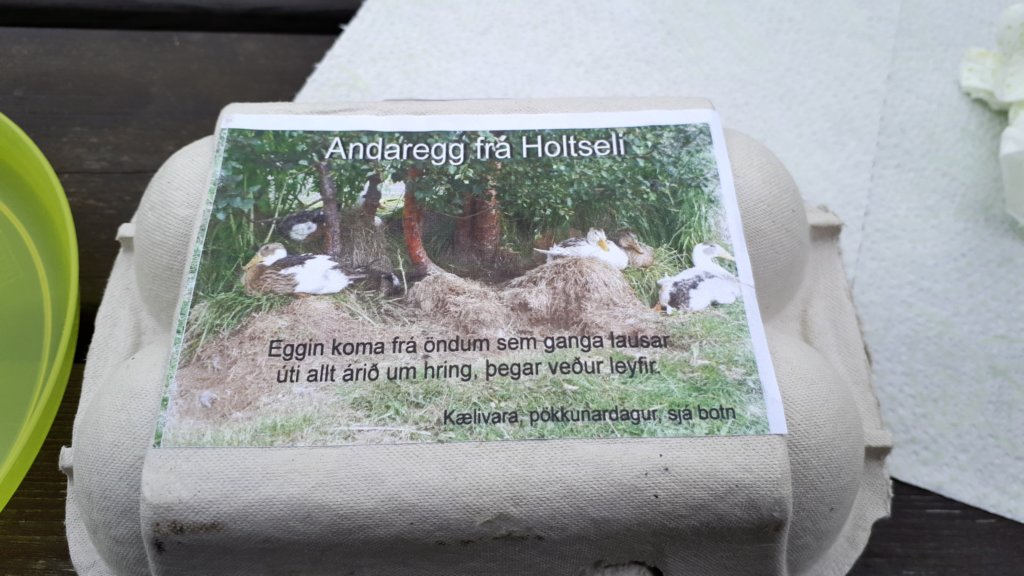 Andaregg frá Holtseli
Eggin koma frá öndum sem ganga lausar
úti allt árið um hring, þegar veður leyfir.
Kælivara, pökkunardagur, sjá botn